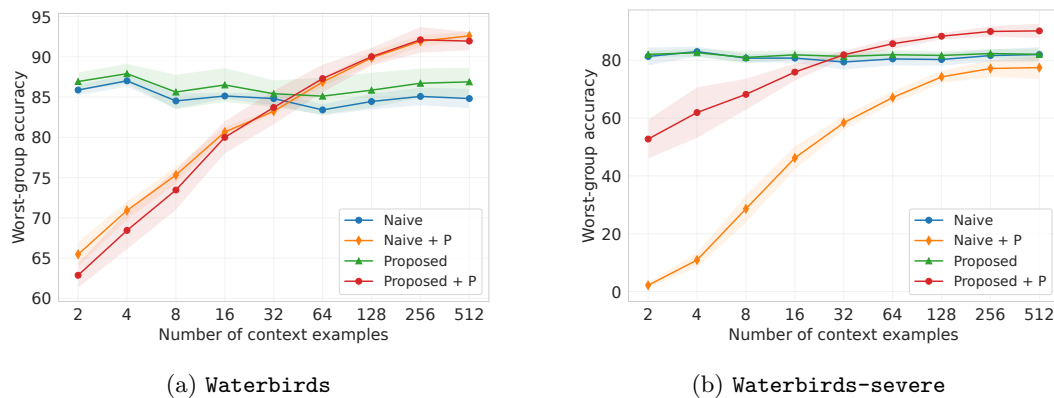 95
90
85
80
75
70
65
60
Worst-group accuracy
Naive
Naive + P
Proposed
Proposed + P
2 4 8 16 32 64 128 256 512
Number of context examples
(a) Waterbirds
80
60
40
20
0
Worst-group accuracy
Naive
Naive + P
Proposed
Proposed + P
2 4 8 16 32 64 128 256 512
Number of context examples
(b) Waterbirds-severe